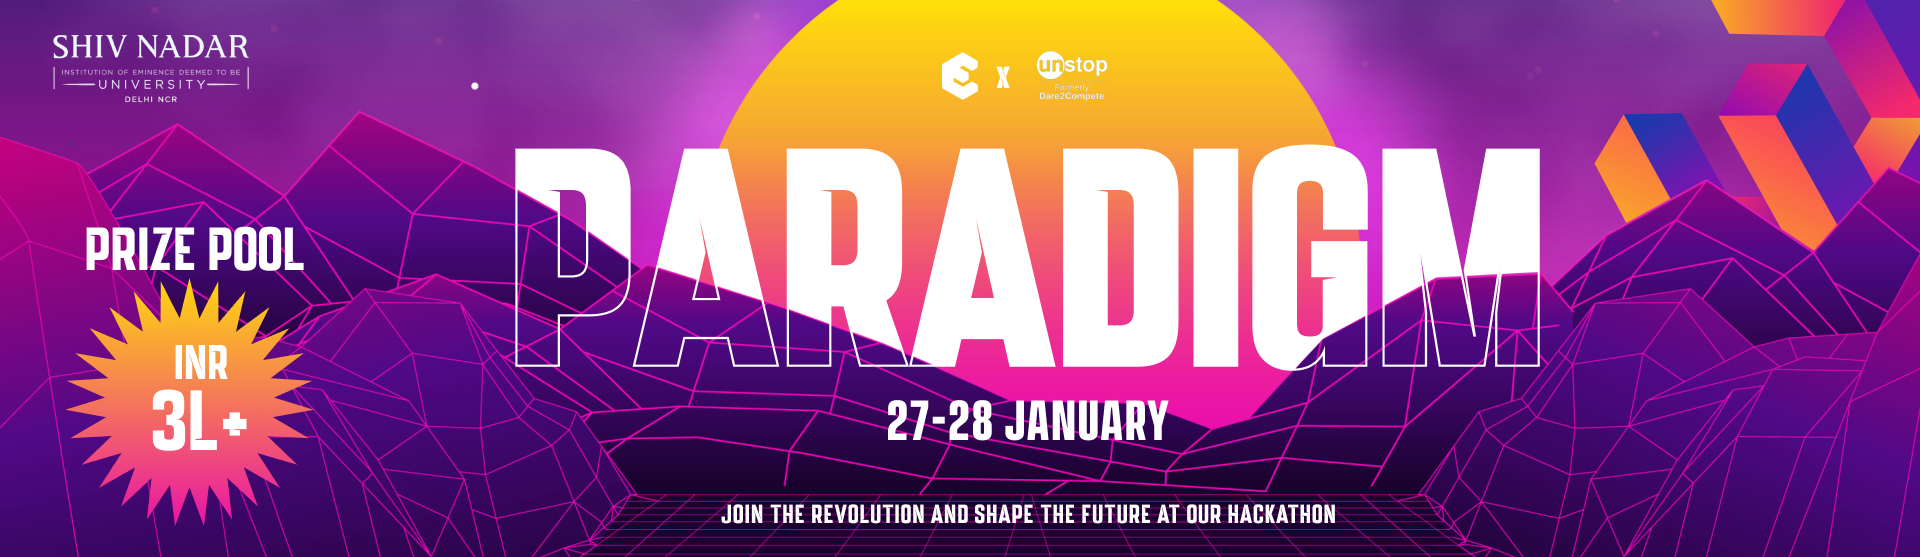 SHIV NADAR
INSTITUTION OF EMINENCE DEEMED TO BE
UNIVERSITY
DELHI NCR
X
unstop
Formerly
Dare2Compete
PARADIGM
PRIZE POOL
INR
3L+
27-28 JANUARY
JOIN THE REVOLUTION AND SHAPE THE FUTURE AT OUR HACKATHON